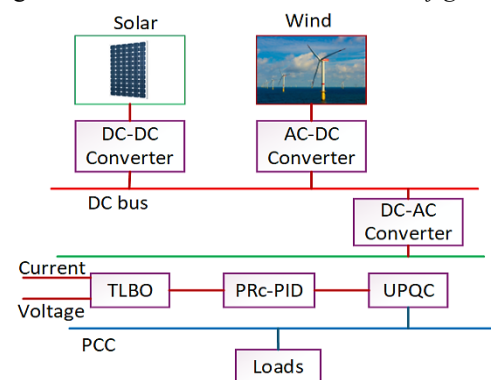 Solar
Wind
DC-DC
Converter
AC-DC
Converter
DC bus
DC-AC
Converter
Current
Voltage
TLBO
PRc-PID
UPQC
PCC
Loads